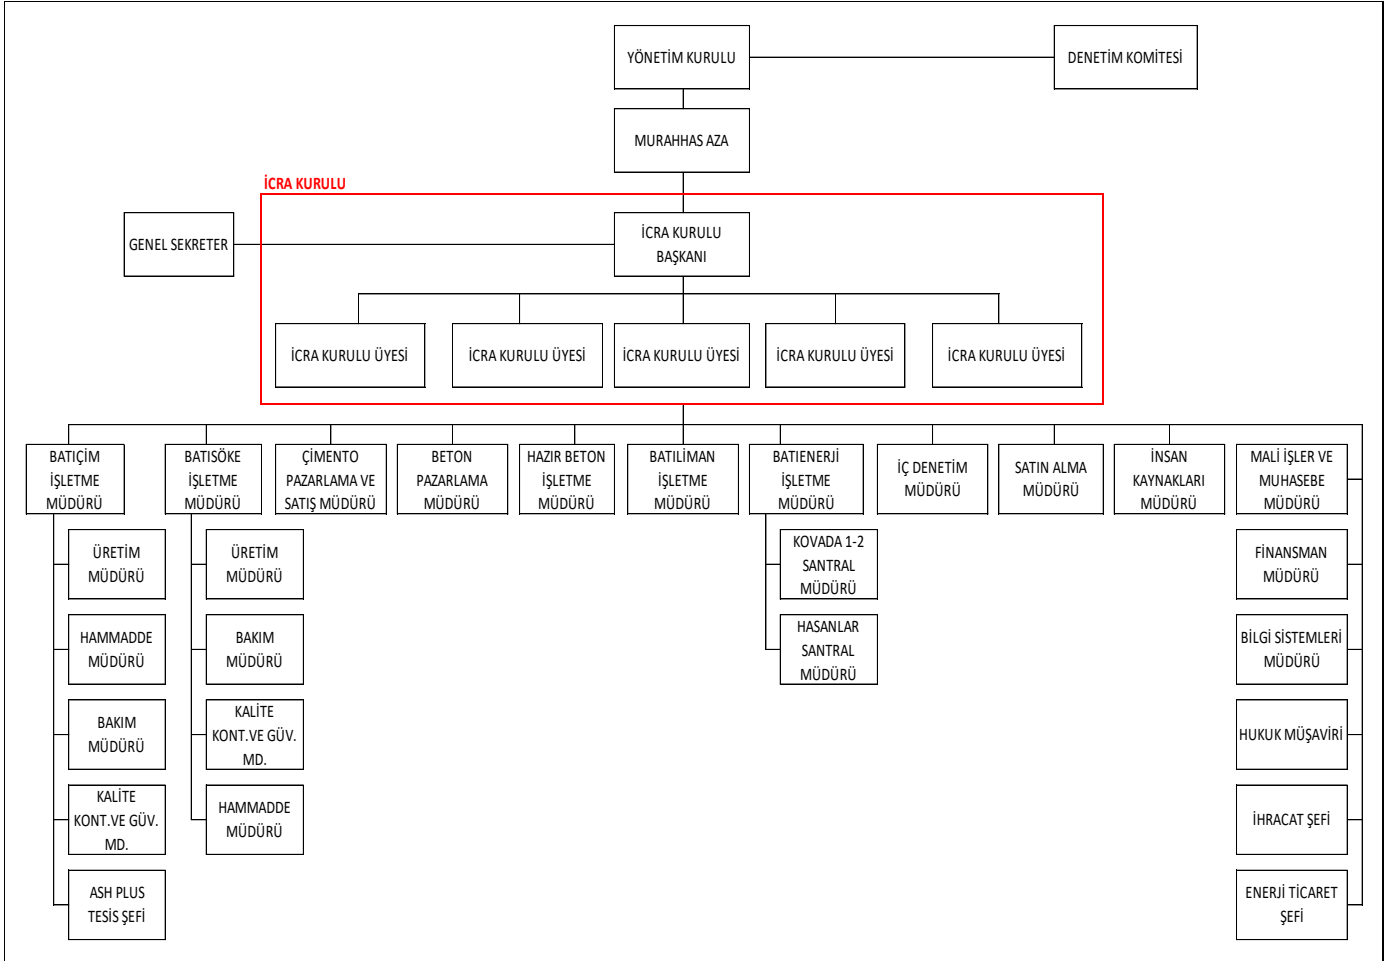 YÖNETİM KURULU
DENETİM KOMİTESİ
MURAHHAS AZA
İCRA KURULU
GENEL SEKRETER
İCRA KURULU
BAŞKANI
İCRA KURULU ÜYESİ
İCRA KURULU ÜYESİ
İCRA KURULU ÜYESİ
İCRA KURULU ÜYESİ
İCRA KURULU ÜYESİ
BATIÇİM
İŞLETME
MÜDÜRÜ
BATISÖKE
İŞLETME
MÜDÜRÜ
ÇİMENTO
PAZARLAMA VE
SATIŞ MÜDÜRÜ
BETON
PAZARLAMA
MÜDÜRÜ
HAZIR BETON
İŞLETME
MÜDÜRÜ
BATILİMAN
İŞLETME
MÜDÜRÜ
BATIENERJİ
İŞLETME
MÜDÜRÜ
İÇ DENETİM
MÜDÜRÜ
SATIN ALMA
MÜDÜRÜ
İNSAN
KAYNAKLARI
MÜDÜRÜ
MALİ İŞLER VE
MUHASEBE
MÜDÜRÜ
ÜRETİM
MÜDÜRÜ
HAMMADDE
MÜDÜRÜ
BAKIM
MÜDÜRÜ
KALİTE
KONT.VE GÜV.
MD.
ASH PLUS
TESİS ŞEFİ
ÜRETİM
MÜDÜRÜ
BAKIM
MÜDÜRÜ
KALİTE
KONT.VE GÜV.
MD.
HAMMADDE
MÜDÜRÜ
KOVADA 1-2
SANTRAL
MÜDÜRÜ
HASANLAR
SANTRAL
MÜDÜRÜ
FİNANSMAN
MÜDÜRÜ
BİLGİ SİSTEMLERİ
MÜDÜRÜ
HUKUK MÜŞAVİRİ
İHRACAT ŞEFİ
ENERJİ TİCARET
ŞEFİ